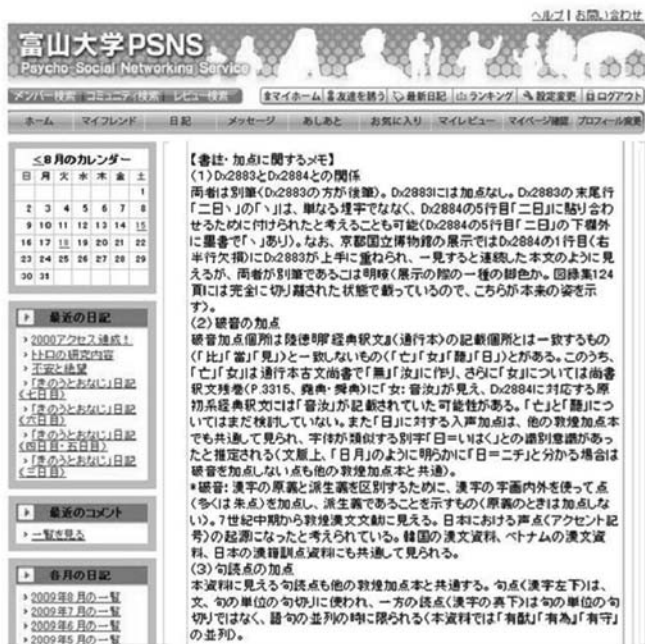 ヘルプ | お問い合わせ
富山大学PSNS
Psycho-Social Networking Service
メンバー検索 コミュニティ検索 レビュー検索
マイホーム 友達を誘う 最新日記 ランキング 設定変更 ログアウト
ホーム マイフレンド 日記 メッセージ あしあと お気に入り マイレビュー マイページ確認 プロフィール変更
<8月のカレンダー
日 月 火 水 木 金 土
1
2 3 4 5 6 7 8
9 10 11 12 13 14 15
16 17 18 19 20 21 22
23 24 25 26 27 28 29
30 31
最近の日記
2000アクセス達成!
トトロの研究内容
不安と絶望
「きのうとおなじ」日記
(七日目)
「きのうとおなじ」日記
(六日目)
「きのうとおなじ」日記
(四日目・五日目)
「きのうとおなじ」日記
(三日目)
最近のコメント
一覧を見る
各月の日記
2009年8月の一覧
2009年7月の一覧
2009年6月の一覧
2009年5月の一覧
【書誌・加点に関するメモ】
(1)Dx2883とDx2884との関係
両者は別筆(Dx2883の方が後筆)。Dx2883には加点なし。Dx2883の末尾行
「二日ヽ」の「ヽ」は、単なる埋字でなく、Dx2884の5行目「二日」に貼り合わ
せるために付けられたと考えることも可能(Dx2884の5行目「二日」の下欄外
に墨書で「ヽ」あり)。なお、京都国立博物館の展示ではDx2884の1行目(右
半行欠損)にDx2883が上手に重ねられ、一見すると連続した本文のように見
えるが、両者が別筆であるこは明瞭(展示の際の一種の脚色か。図録集124
頁には完全に切り離された状態で載っているので、こちらが本来の姿を示
す)。
(2)破音の加点
破音加点個所は陸徳明『経典釈文』(通行本)の記載個所とは一致するもの
(「比」「當」「見」)と一致しないもの(「亡」「女」「聽」「日」)とがある。このうち、
「亡」「女」は通行本古文尚書で「無」「汝」に作り、さらに「女」については尚書
釈文残巻(P.3315、堯典・舜典)に「女:音汝」が見え、Dx2884に対応する原
初系経典釈文には「音汝」が記載されていた可能性がある。「亡」と「聽」につ
いてはまだ検討していない。また「日」に対する入声加点は、他の敦煌加点本
でも共通して見られ、字体が類似する別字「曰=いはく」との識別意識があっ
たと推定される(文脈上、「日月」のように明らかに「日=ニチ」と分かる場合は
破音を加点しない点も他の敦煌加点本と共通)。
*破音:漢字の原義と派生義を区別するために、漢字の字画内外を使って点
(多くは朱点)を加点し、派生義であることを示すもの(原義のときは加点しな
い)。7世紀中期から敦煌漢文文献に見える。日本における声点(アクセント記
号)の起源になったと考えられている。韓国の漢文資料、ベトナムの漢文資
料、日本の漢籍訓点資料にも共通して見られる。
(3)句読点の加点
本資料に見える句読点も他の敦煌加点本と共通する。句点(漢字左下)は、
文、句の単位の句切りに使われ、一方の読点(漢字の真下)は句の単位の句
切りではなく、語句の並列の時に限られる(本資料では「有猷」「有為」「有守」
の並列)。